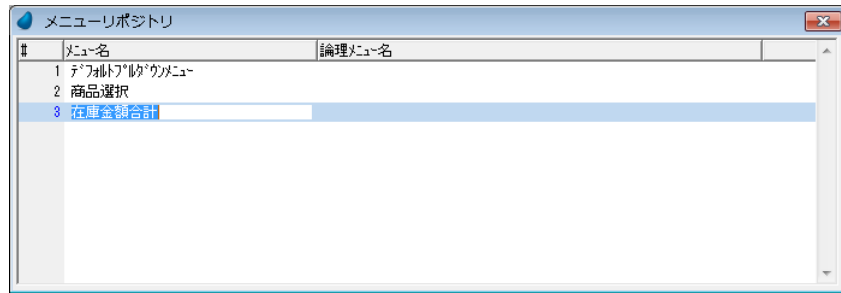 メニューリポジトリ
# ﾒﾆｭｰ名 論理ﾒﾆｭｰ名
1 ﾃﾞﾌｫﾙﾄﾌﾟﾙﾀﾞｳﾝﾒﾆｭｰ
2 商品選択
3 在庫金額合計